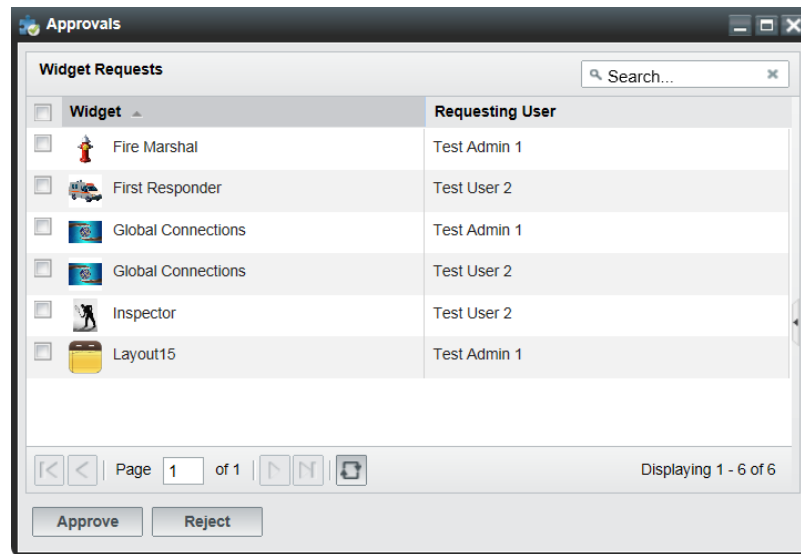 Approvals
Widget Requests
Search...
Widget Requesting User
Fire Marshal Test Admin 1
First Responder Test User 2
Global Connections Test Admin 1
Global Connections Test User 2
Inspector Test User 2
Layout15 Test Admin 1
Page 1 of 1 Displaying 1 - 6 of 6
Approve Reject